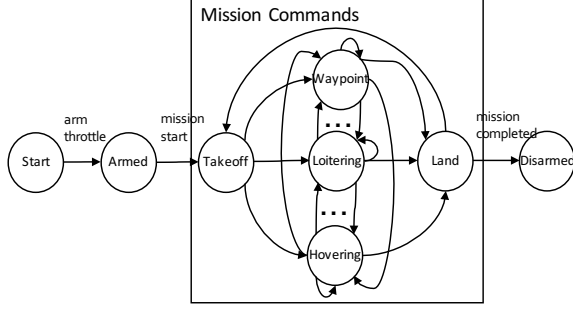 Mission Commands
Waypoint
arm
throttle
mission
start
mission
completed
...
Start
Armed
Takeoff
Loitering
Land
Disarmed
...
Hovering